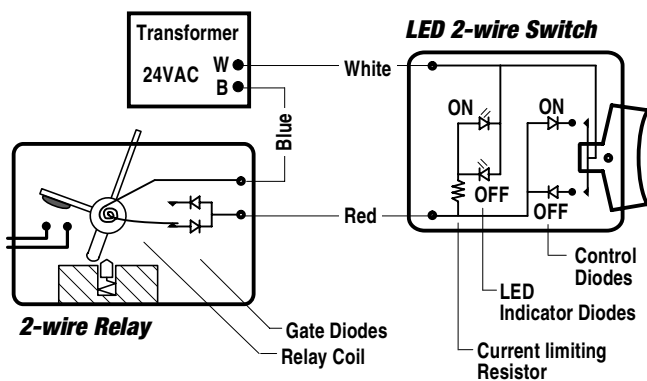 LED 2-wire Switch
Transformer
24VAC
W
B
White
Blue
ON
ON
OFF
OFF
Red
Control
Diodes
LED
Indicator Diodes
2-wire Relay
Gate Diodes
Relay Coil
Current limiting
Resistor